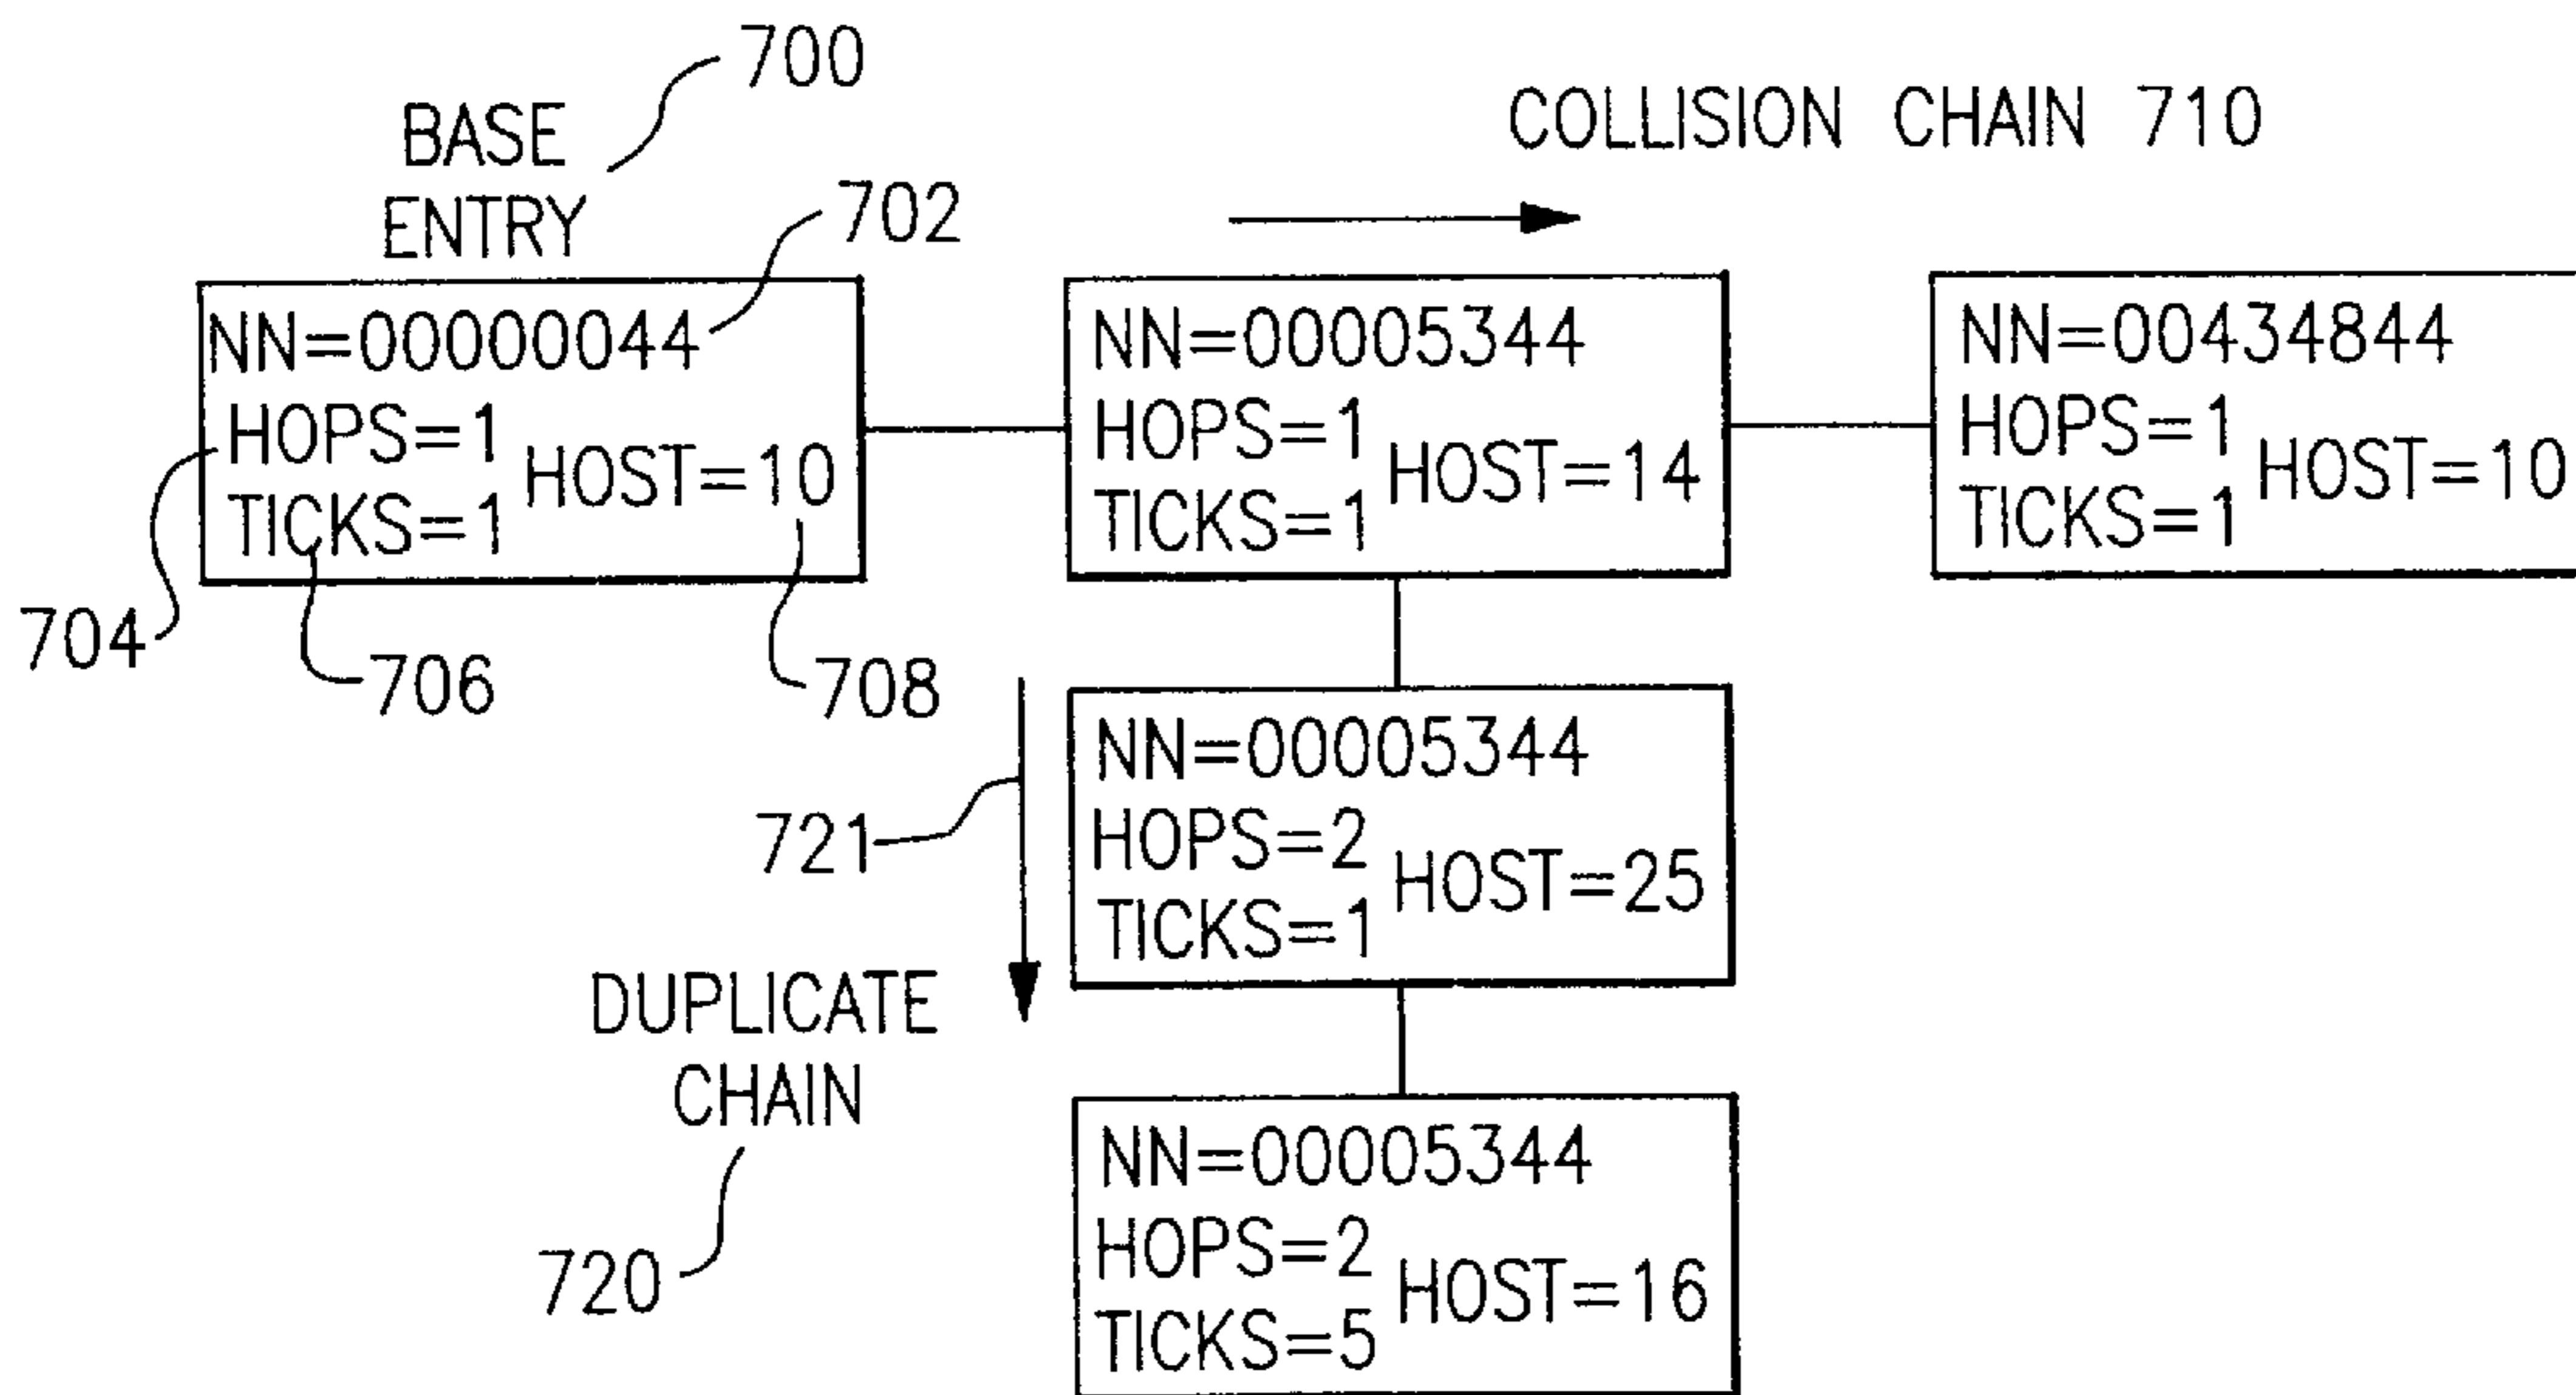 700
BASE
ENTRY
COLLISION CHAIN 710
702
NN=00000044
HOPS=1
HOST=10
TICKS=1
704
706
708
NN=00005344
HOPS=1
HOST=14
TICKS=1
NN=00434844
HOPS=1
HOST=10
TICKS=1
721
NN=00005344
HOPS=2
HOST=25
TICKS=1
DUPLICATE
CHAIN
720
NN=00005344
HOPS=2
HOST=16
TICKS=5